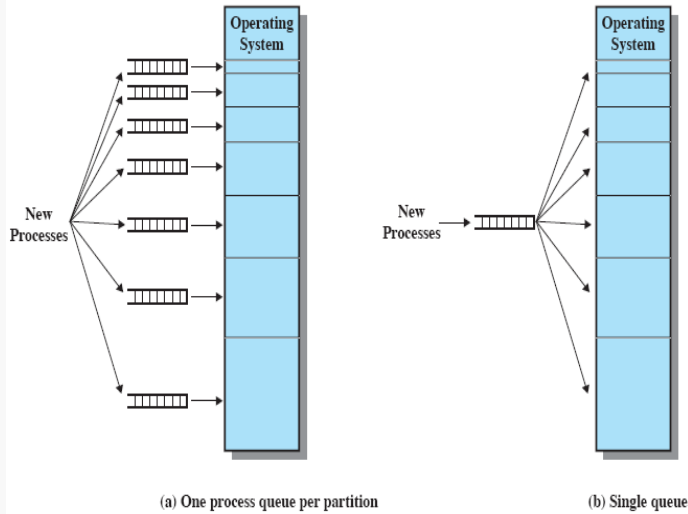 Operating
System
New
Processes
(a) One process queue per partition
Operating
System
New
Processes
(b) Single queue